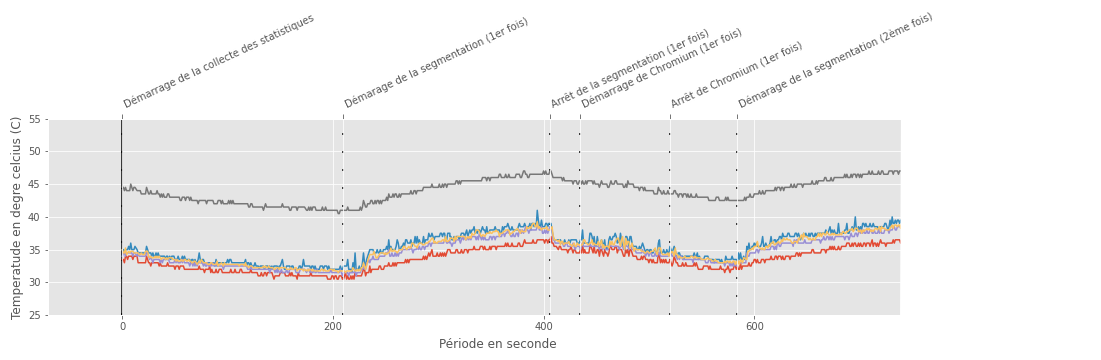 Démarrage de la collecte des statistiques
Démarage de la segmentation (1er fois)
Arrêt de la segmentation (1er fois)
Démarrage de Chromium (1er fois)
Arrêt de Chromium (1er fois)
Démarage de la segmentation (2ème fois)
Temperatude en degre celcius (C)
55
50
45
40
35
30
25
0
200
400
600
Période en seconde